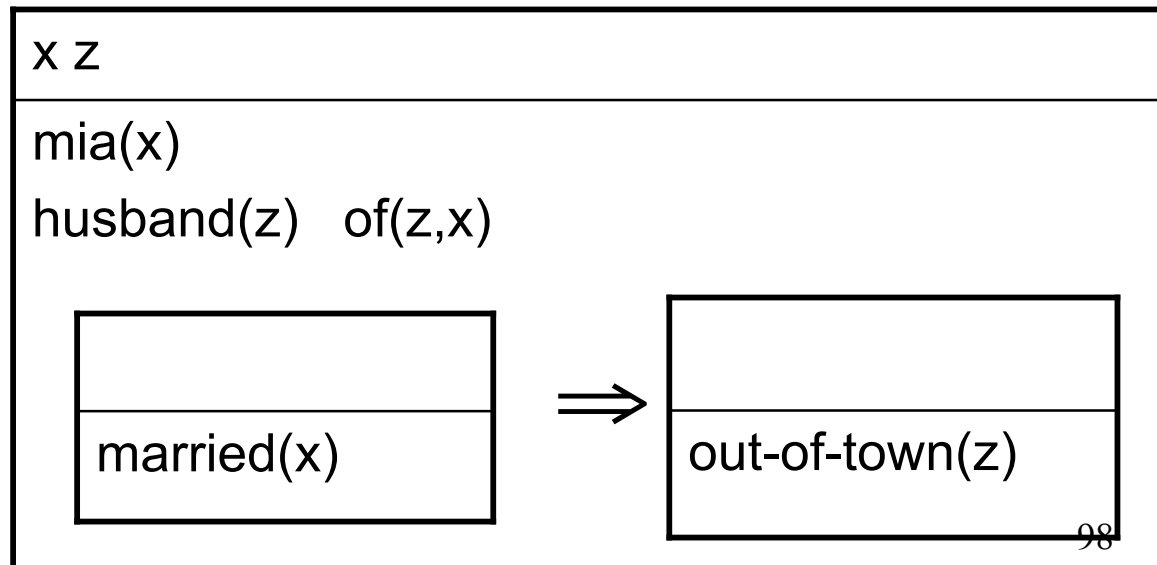 x z
mia(x)
husband(z) of(z,x)
married(x) ⇒ out-of-town(z)
98